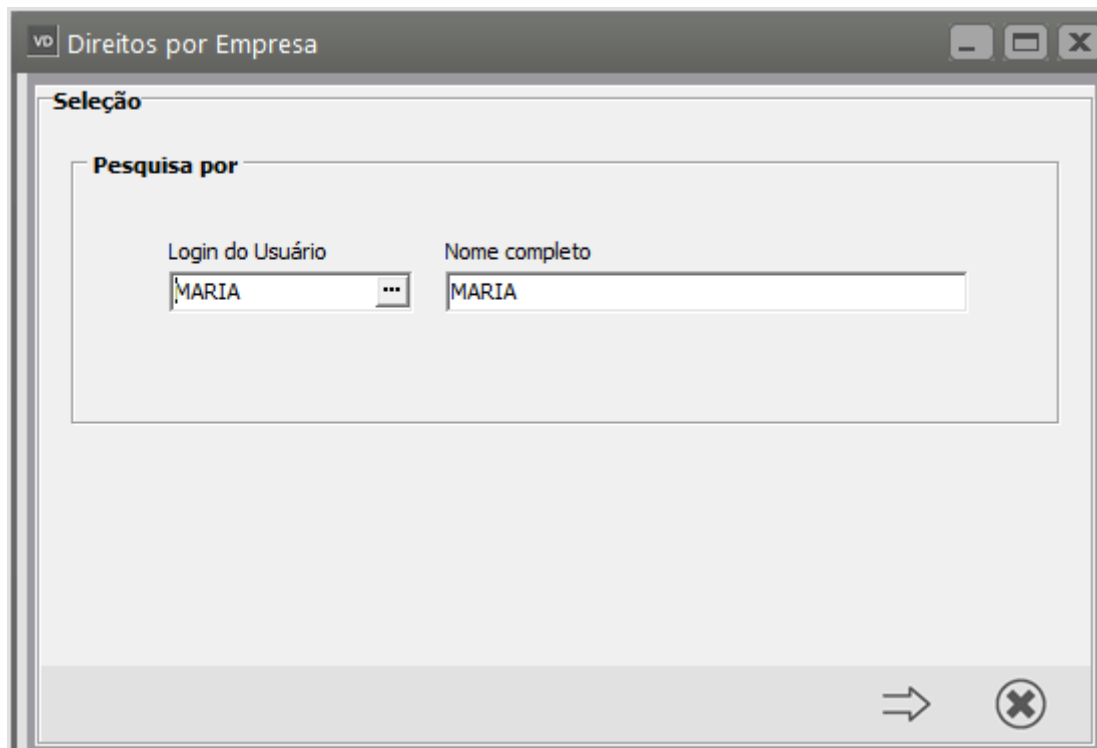 VD Direitos por Empresa
Seleção
Pesquisa por
Login do Usuário Nome completo
MARIA ... MARIA